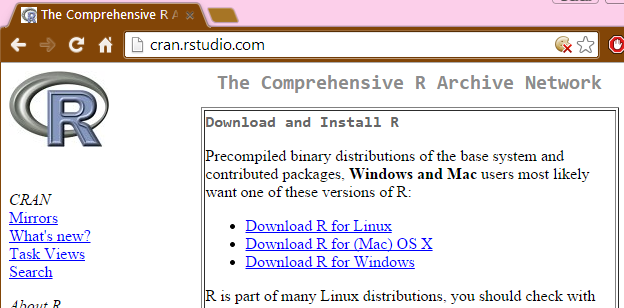 The Comprehensive R A
cran.rstudio.com
R
The Comprehensive R Archive Network
Download and Install R
Precompiled binary distributions of the base system and
contributed packages, Windows and Mac users most likely
want one of these versions of R:
Download R for Linux
Download R for (Mac) OS X
Download R for Windows
R is part of many Linux distributions, you should check with
CRAN
Mirrors
What's new?
Task Views
Search
About R